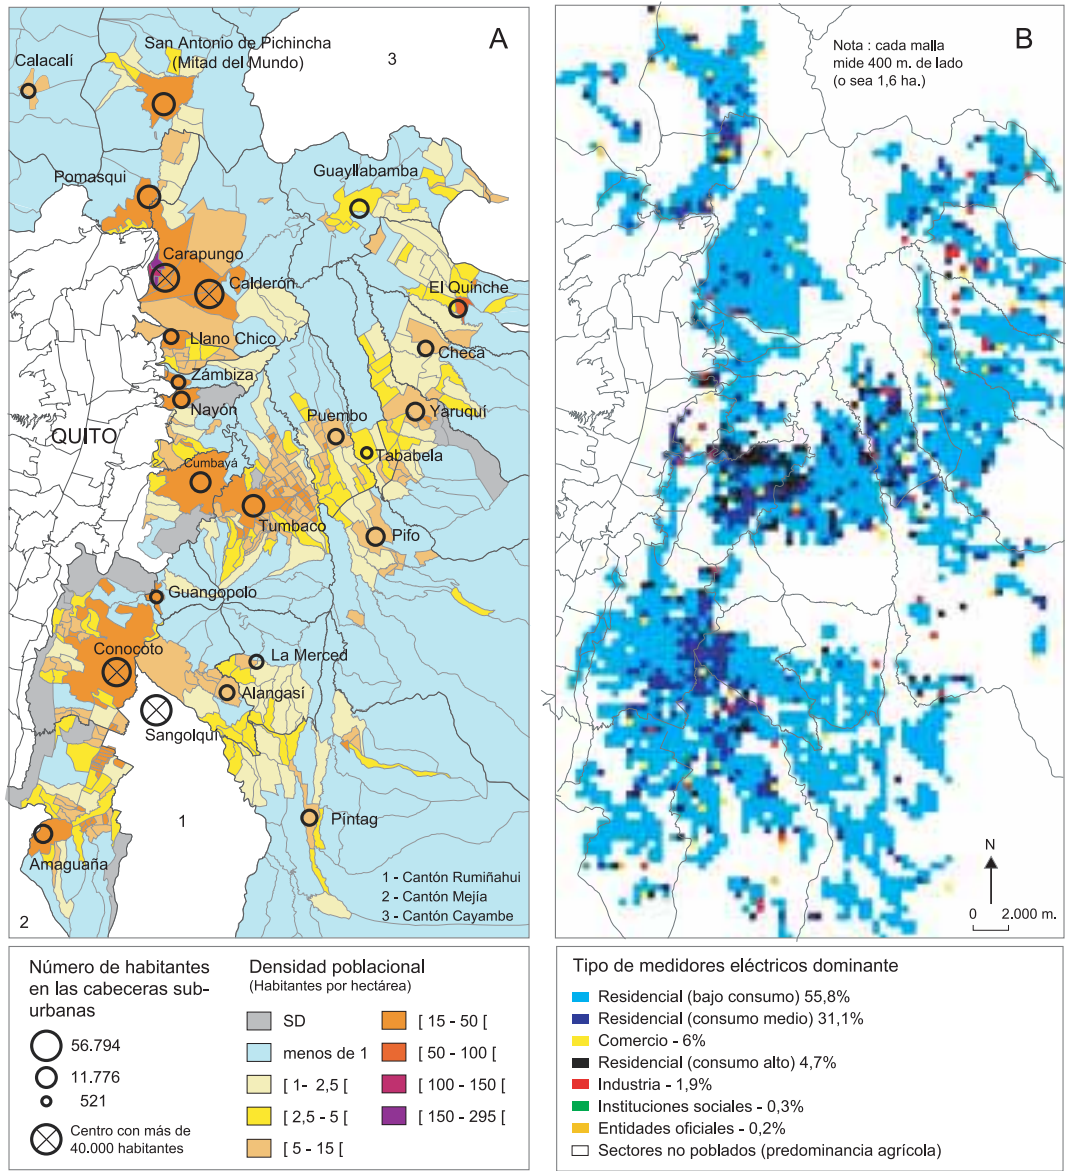 A
San Antonio de Pichincha
(Mitad del Mundo)
3
Calacalí
Pomasqui
Guayllabamba
Carapungo
Calderón
El Quinche
Llano Chico
Checa
Zámbiza
Nayón
Puembo
Yaruquí
QUITO
Tababela
Cumbayá
Tumbaco
Pifo
Guangopolo
Conocoto
La Merced
Alangasí
Sangolquí
1
Píntag
Amaguaña
2
1 - Cantón Rumiñahui
2 - Cantón Mejía
3 - Cantón Cayambe
Número de habitantes
en las cabeceras sub-
urbanas
56.794
11.776
521
Centro con más de
40.000 habitantes
Densidad poblacional
(Habitantes por hectárea)
SD
menos de 1
[ 1- 2,5 [
[ 2,5 - 5 [
[ 5 - 15 [
[ 15 - 50 [
[ 50 - 100 [
[ 100 - 150 [
[ 150 - 295 [
B
Nota : cada malla
mide 400 m. de lado
(o sea 1,6 ha.)
N
0 2.000 m.
Tipo de medidores eléctricos dominante
Residencial (bajo consumo) 55,8%
Residencial (consumo medio) 31,1%
Comercio - 6%
Residencial (consumo alto) 4,7%
Industria - 1,9%
Instituciones sociales - 0,3%
Entidades oficiales - 0,2%
Sectores no poblados (predominancia agrícola)